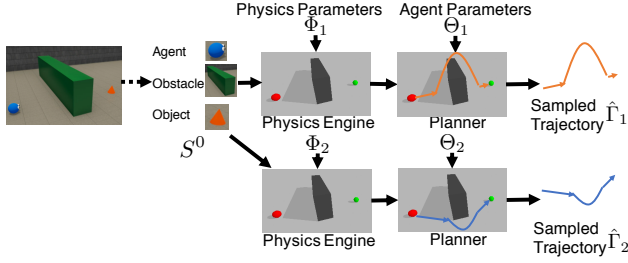 Physics Parameters
Agent Parameters
Φ₁
Θ₁
Agent
Obstacle
Object
S⁰
Physics Engine
Planner
Sampled
Trajectory Γ̂₁
Φ₂
Θ₂
Physics Engine
Planner
Sampled
Trajectory Γ̂₂